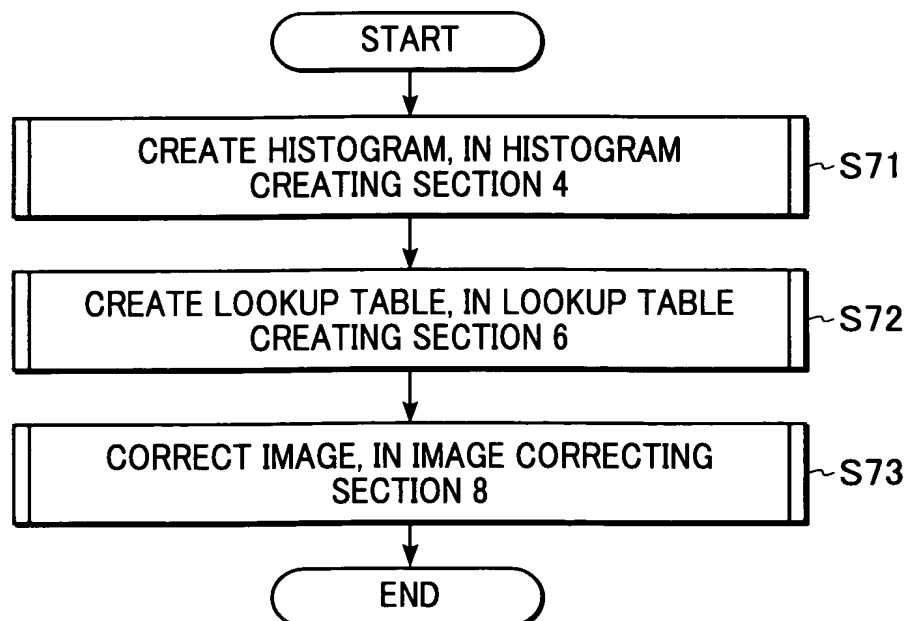 START
CREATE HISTOGRAM, IN HISTOGRAM
CREATING SECTION 4
S71
CREATE LOOKUP TABLE, IN LOOKUP TABLE
CREATING SECTION 6
S72
CORRECT IMAGE, IN IMAGE CORRECTING
SECTION 8
S73
END